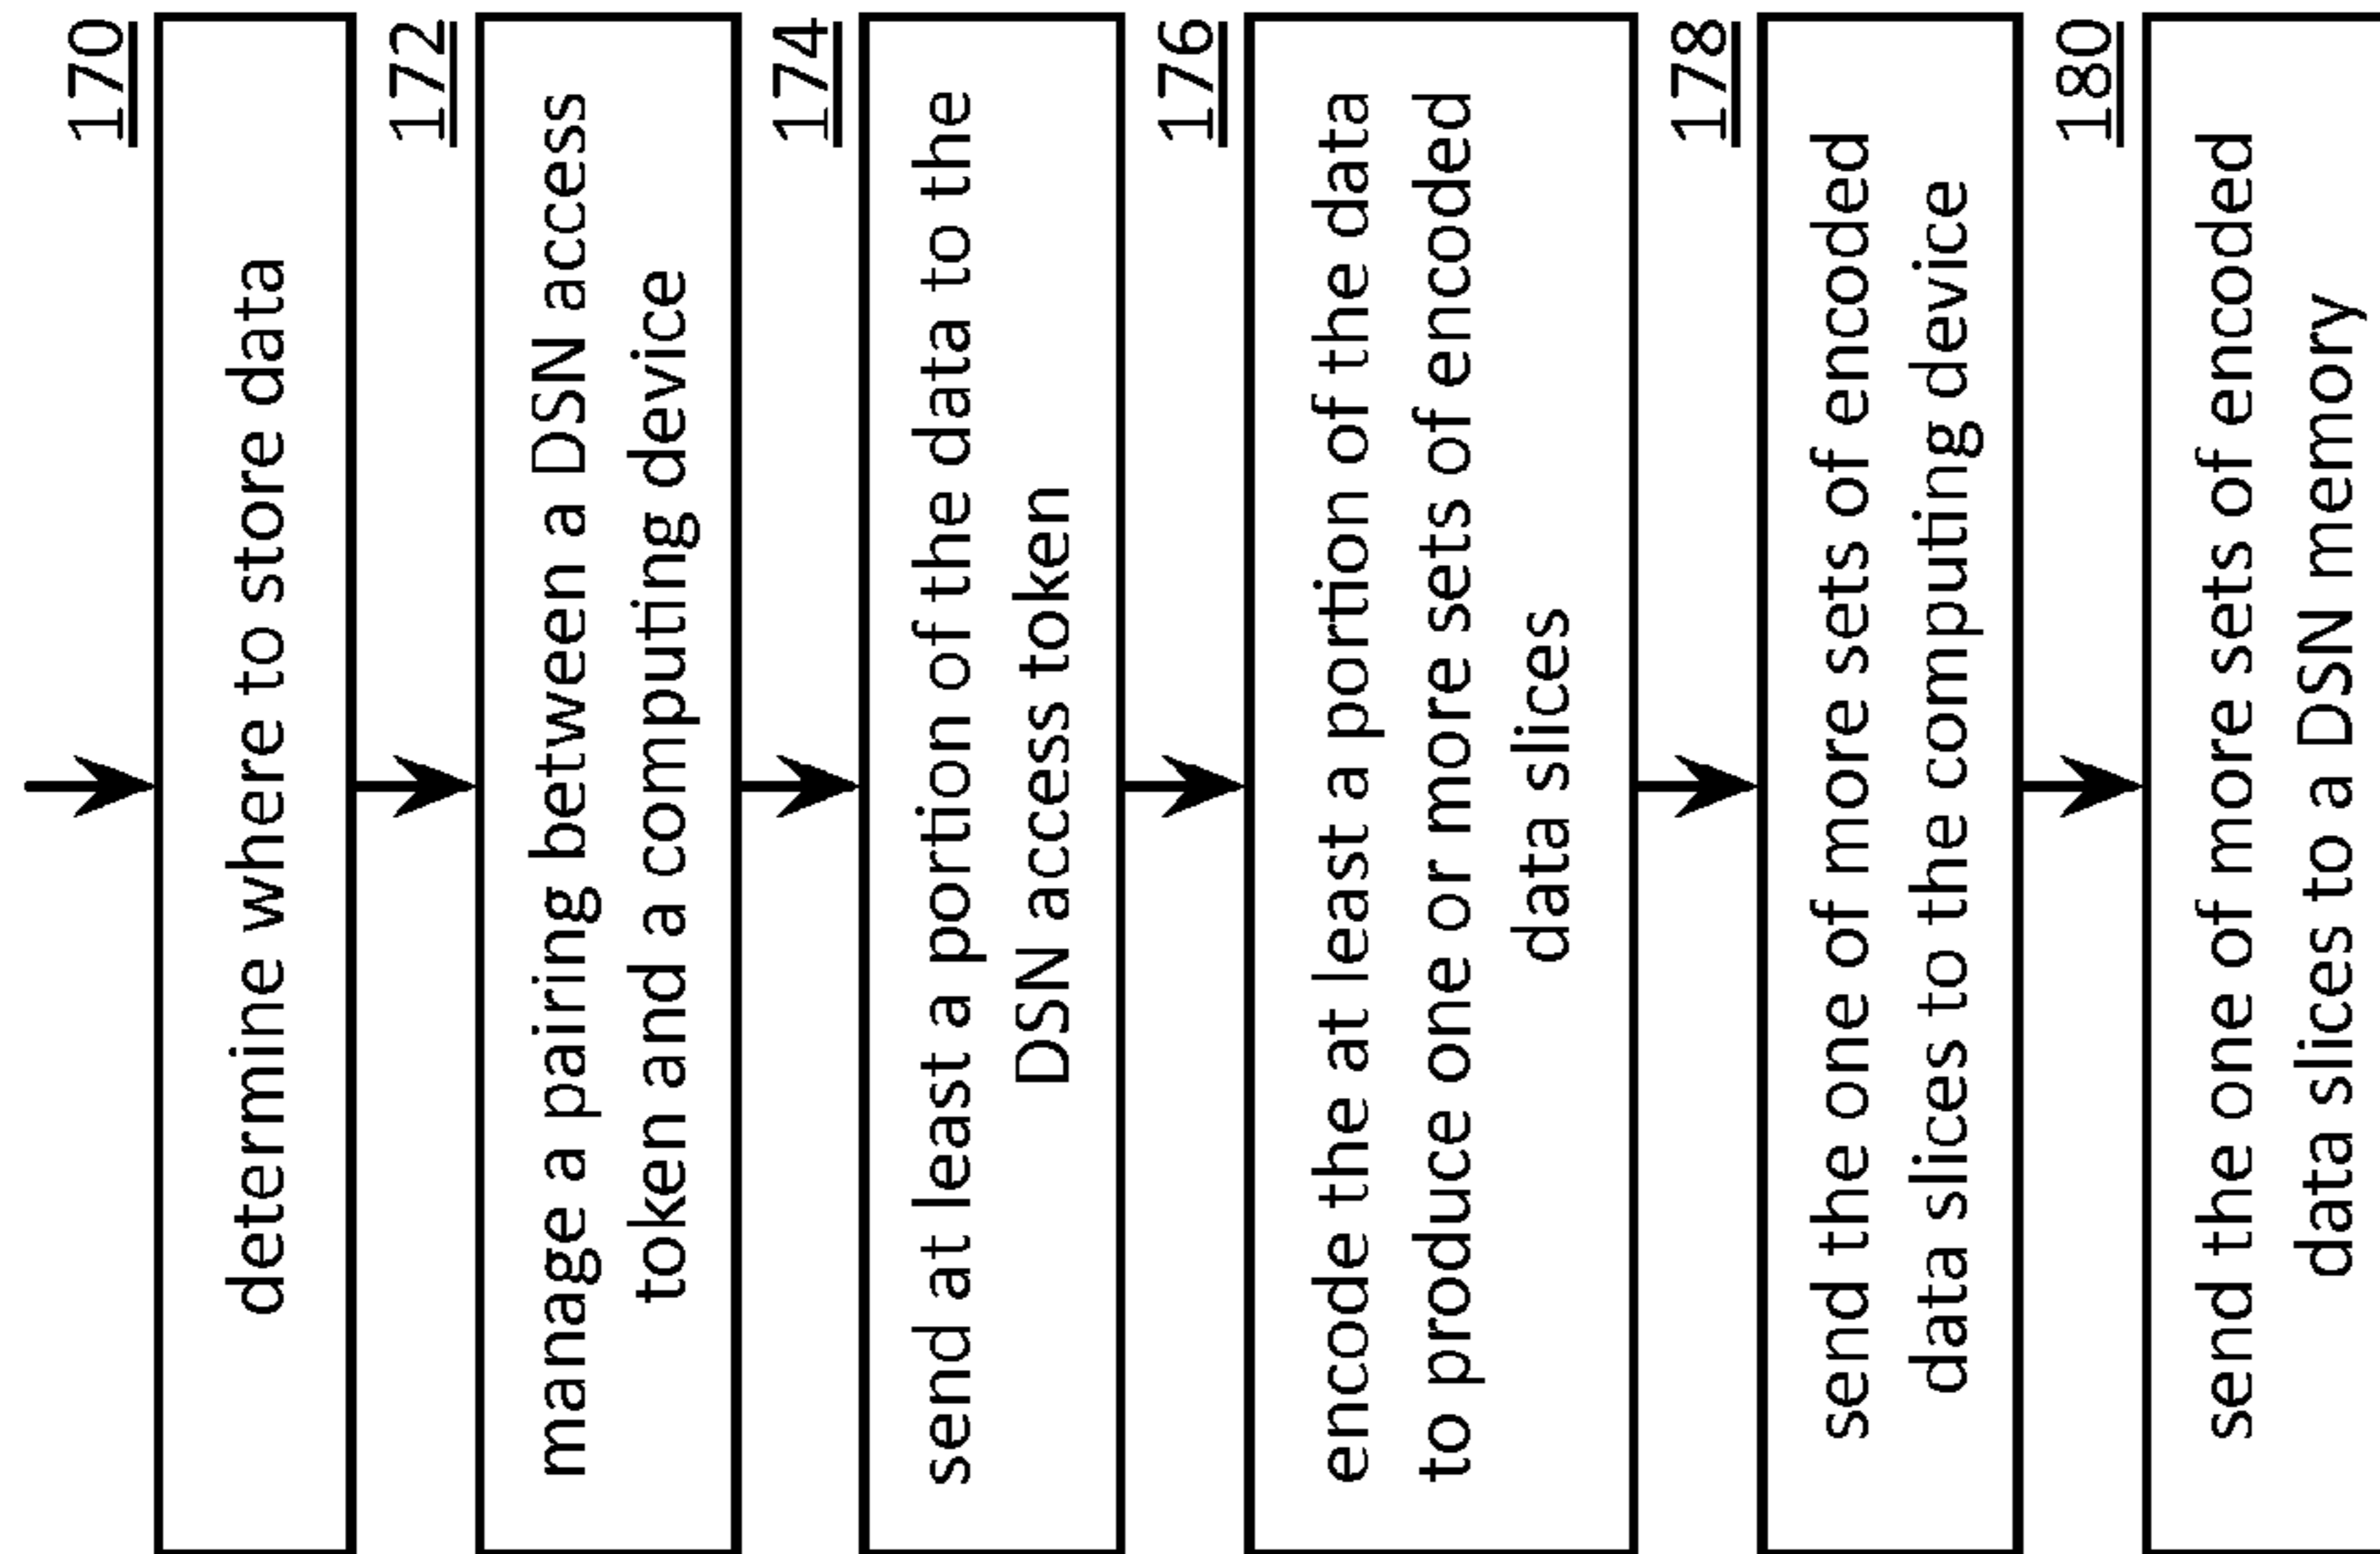 170
determine where to store data
172
manage a pairing between a DSN access
token and a computing device
174
send at least a portion of the data to the
DSN access token
176
encode the at least a portion of the data
to produce one or more sets of encoded
data slices
178
send the one of more sets of encoded
data slices to the computing device
180
send the one of more sets of encoded
data slices to a DSN memory